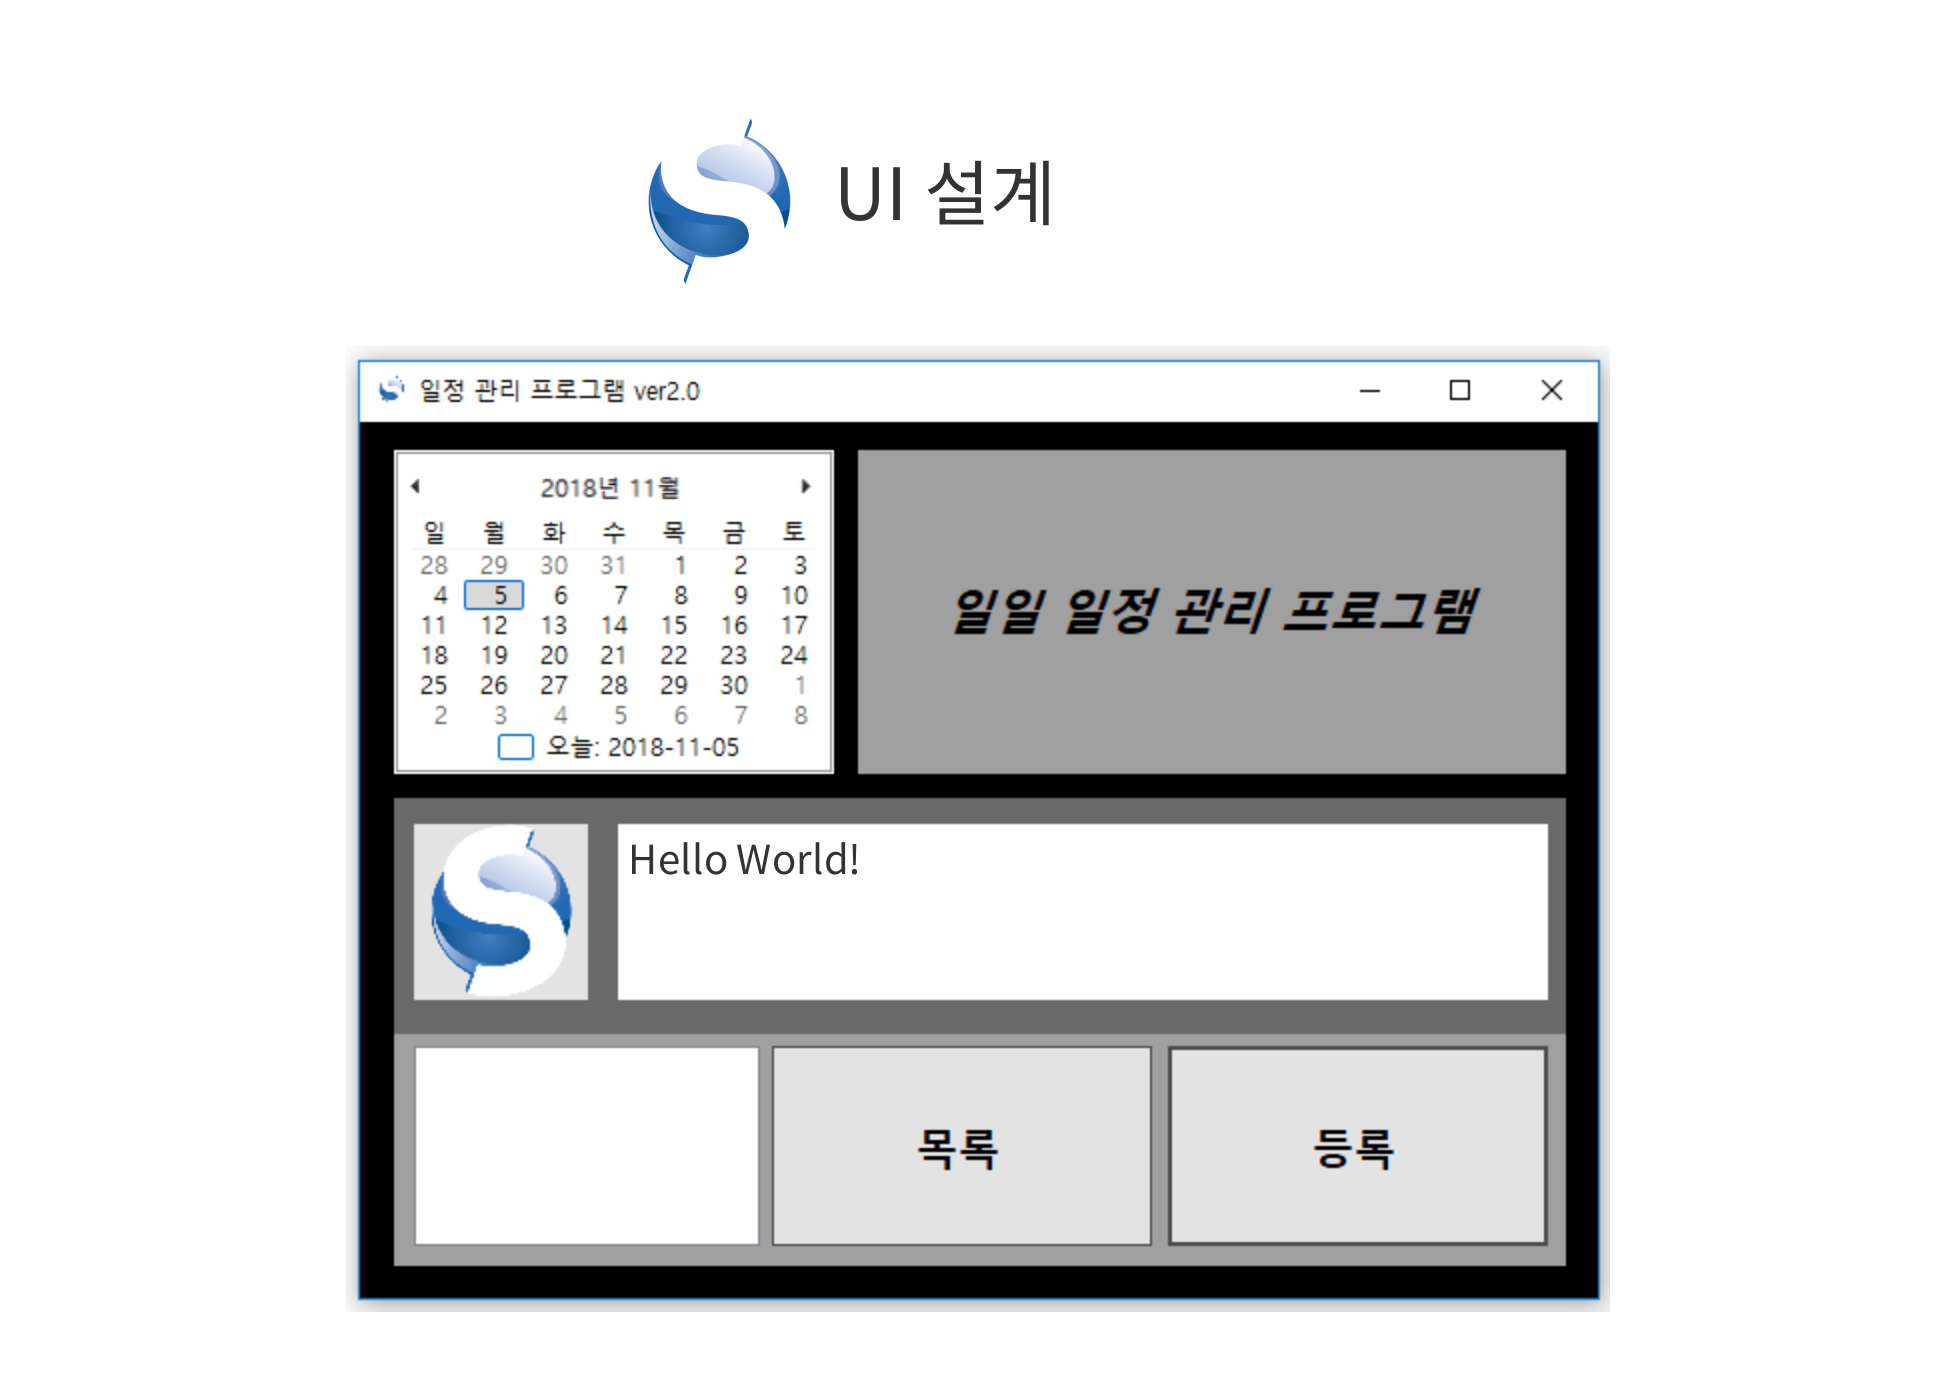 UI 설계
일정 관리 프로그램 ver2.0
2018년 11월
일 월 화 수 목 금 토
28 29 30 31 1 2 3
4 5 6 7 8 9 10
11 12 13 14 15 16 17
18 19 20 21 22 23 24
25 26 27 28 29 30 1
2 3 4 5 6 7 8
오늘: 2018-11-05
일일 일정 관리 프로그램
Hello World!
목록
등록